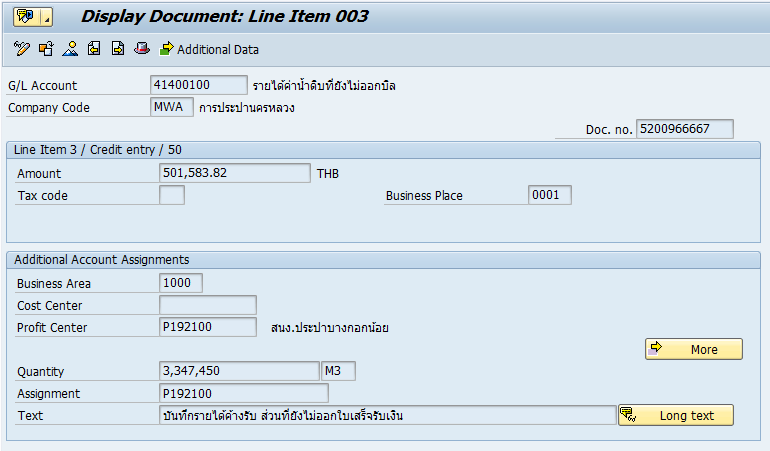 Display Document: Line Item 003
Additional Data
G/L Account 41400100 รายได้ค่าน้ำดิบที่ยังไม่ออกบิล
Company Code MWA การประปานครหลวง
Doc. no. 5200966667
Line Item 3 / Credit entry / 50
Amount 501,583.82 THB
Tax code Business Place 0001
Additional Account Assignments
Business Area 1000
Cost Center
Profit Center P192100 สนง.ประปาบางกอกน้อย
More
Quantity 3,347,450 M3
Assignment P192100
Text บันทึกรายได้ค้างรับ ส่วนที่ยังไม่ออกใบเสร็จรับเงิน Long text